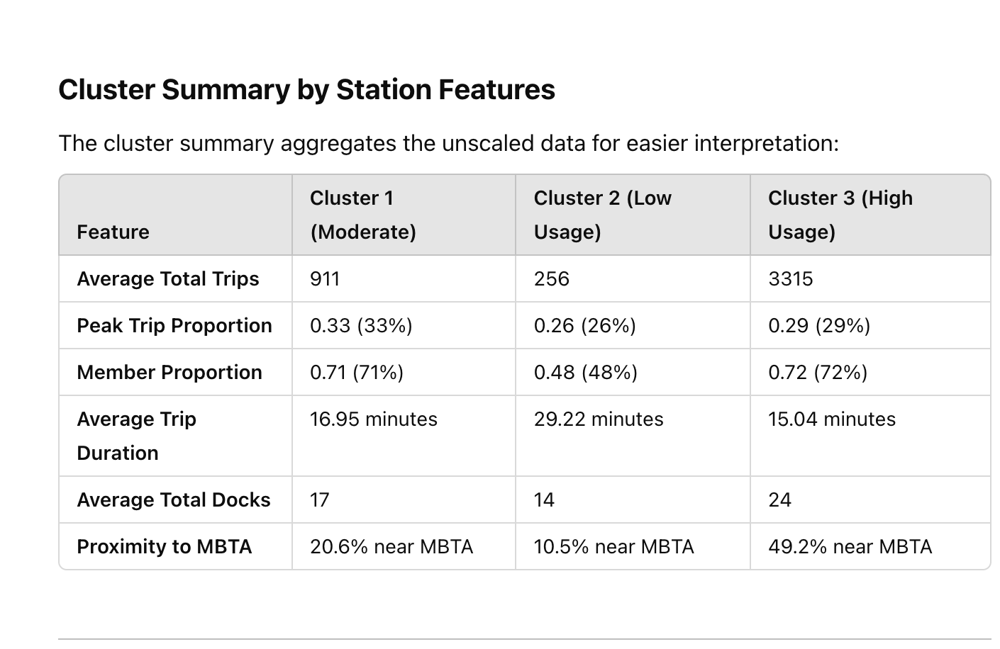 Cluster Summary by Station Features
The cluster summary aggregates the unscaled data for easier interpretation:
Feature
Cluster 1
(Moderate)
Cluster 2 (Low
Usage)
Cluster 3 (High
Usage)
Average Total Trips 911 256 3315
Peak Trip Proportion 0.33 (33%) 0.26 (26%) 0.29 (29%)
Member Proportion 0.71 (71%) 0.48 (48%) 0.72 (72%)
Average Trip
Duration
16.95 minutes 29.22 minutes 15.04 minutes
Average Total Docks 17 14 24
Proximity to MBTA 20.6% near MBTA 10.5% near MBTA 49.2% near MBTA